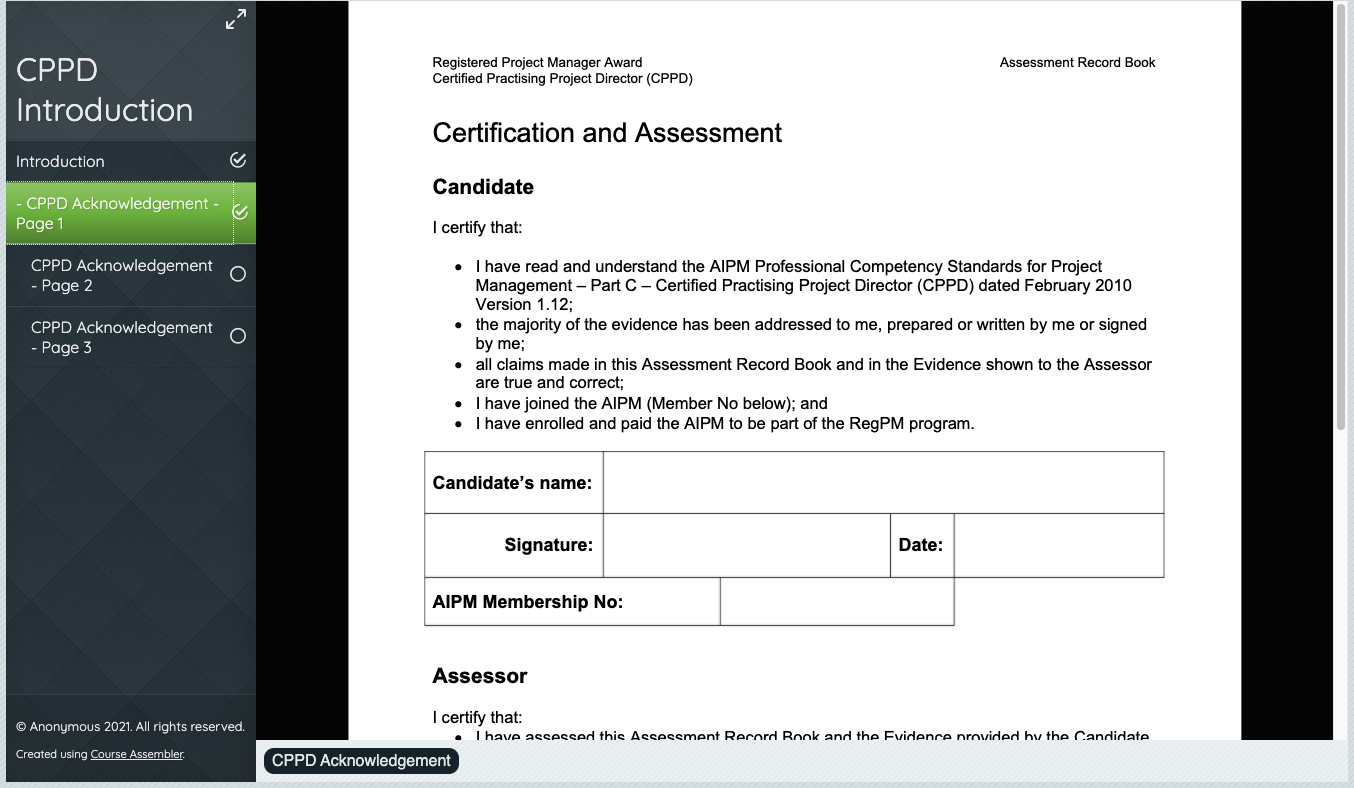 CPPD
Introduction
Introduction
- CPPD Acknowledgement -
Page 1
CPPD Acknowledgement
- Page 2
CPPD Acknowledgement
- Page 3
© Anonymous 2021. All rights reserved.
Created using Course Assembler.
Registered Project Manager Award
Certified Practising Project Director (CPPD)
Assessment Record Book
Certification and Assessment
Candidate
I certify that:
• I have read and understand the AIPM Professional Competency Standards for Project
Management – Part C – Certified Practising Project Director (CPPD) dated February 2010
Version 1.12;
• the majority of the evidence has been addressed to me, prepared or written by me or signed
by me;
• all claims made in this Assessment Record Book and in the Evidence shown to the Assessor
are true and correct;
• I have joined the AIPM (Member No below); and
• I have enrolled and paid the AIPM to be part of the RegPM program.
Candidate’s name:
Signature:
Date:
AIPM Membership No:
Assessor
I certify that:
• I have assessed this Assessment Record Book and the Evidence provided by the Candidate
CPPD Acknowledgement